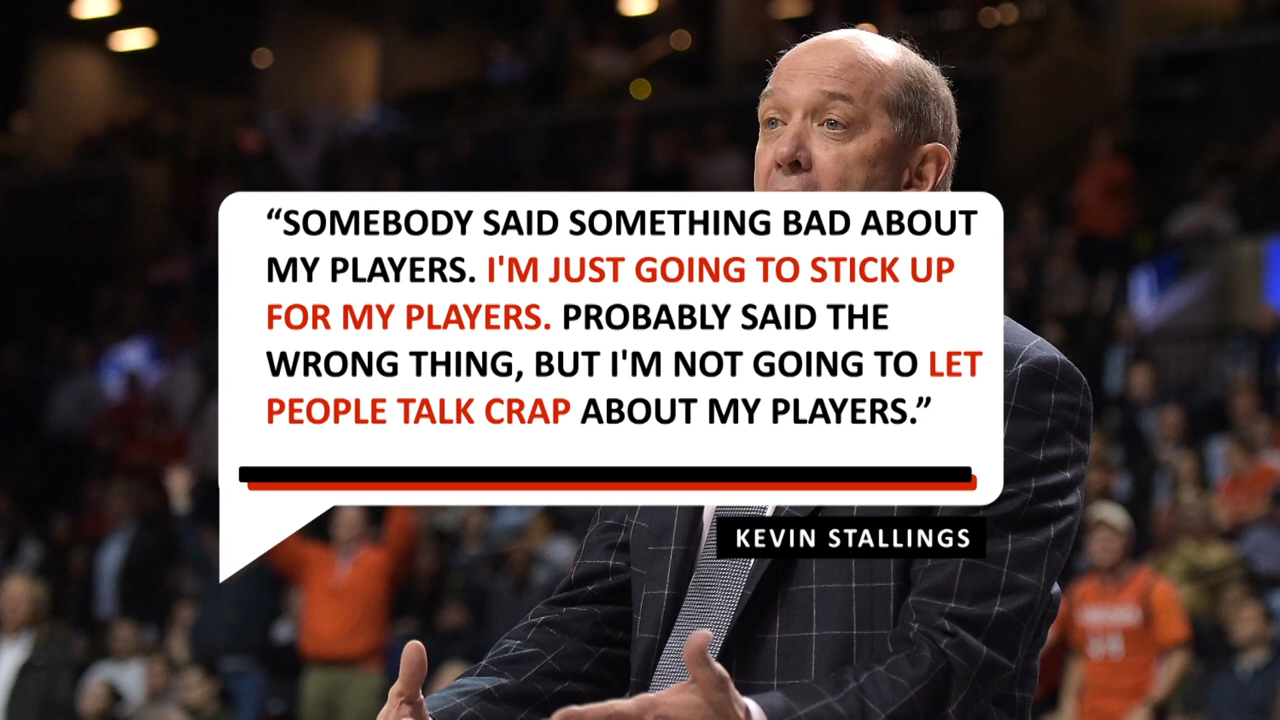 “SOMEBODY SAID SOMETHING BAD ABOUT
MY PLAYERS. I'M JUST GOING TO STICK UP
FOR MY PLAYERS. PROBABLY SAID THE
WRONG THING, BUT I'M NOT GOING TO LET
PEOPLE TALK CRAP ABOUT MY PLAYERS.”
KEVIN STALLINGS